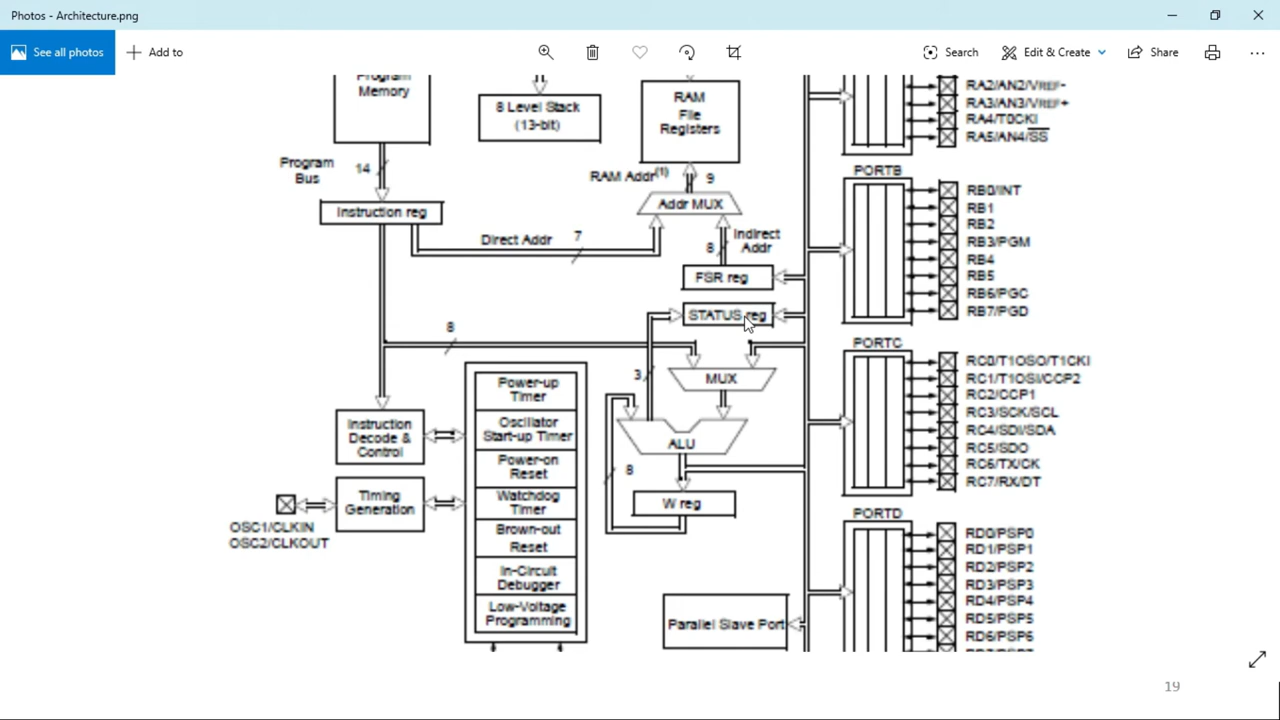 Photos - Architecture.png
See all photos
Add to
Search
Edit & Create
Share
Program
Memory
8 Level Stack
(13-bit)
RAM
File
Registers
RA2/AN2/VREF-
RA3/AN3/VREF+
RA4/T0CKI
RA5/AN4/SS
Program
Bus
14
RAM Addr(1)
9
PORTB
Instruction reg
Addr MUX
RB0/INT
RB1
RB2
RB3/PGM
RB4
RB5
RB6/PGC
RB7/PGD
Direct Addr
7
8
Indirect
Addr
FSR reg
STATUS reg
8
3
MUX
PORTC
RC0/T1OSO/T1CKI
RC1/T1OSI/CCP2
RC2/CCP1
RC3/SCK/SCL
RC4/SDI/SDA
RC5/SDO
RC6/TX/CK
RC7/RX/DT
Power-up
Timer
Oscillator
Start-up Timer
Power-on
Reset
Watchdog
Timer
Brown-out
Reset
In-Circuit
Debugger
Low-Voltage
Programming
Instruction
Decode &
Control
Timing
Generation
OSC1/CLKIN
OSC2/CLKOUT
ALU
8
W reg
PORTD
RD0/PSP0
RD1/PSP1
RD2/PSP2
RD3/PSP3
RD4/PSP4
RD5/PSP5
RD6/PSP6
Parallel Slave Port
19